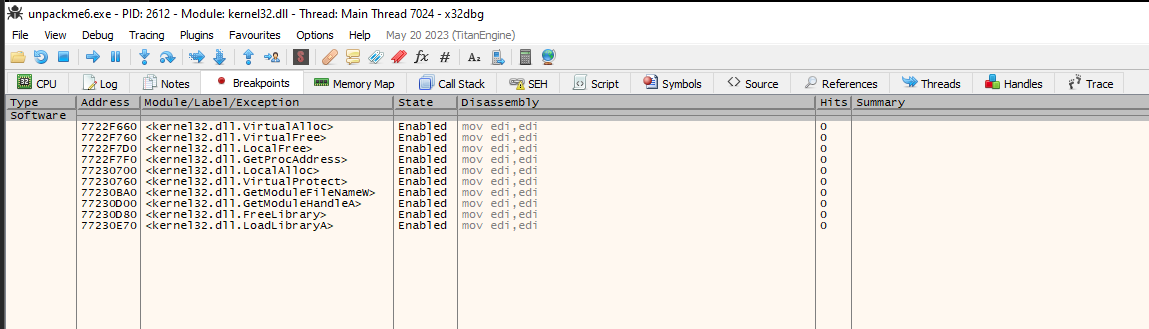 unpackme6.exe - PID: 2612 - Module: kernel32.dll - Thread: Main Thread 7024 - x32dbg
File View Debug Tracing Plugins Favourites Options Help May 20 2023 (TitanEngine)
CPU Log Notes Breakpoints Memory Map Call Stack SEH Script Symbols Source References Threads Handles Trace
Type Address Module/Label/Exception State Disassembly Hits Summary
Software
7722F660 <kernel32.dll.VirtualAlloc> Enabled mov edi,edi 0
7722F760 <kernel32.dll.VirtualFree> Enabled mov edi,edi 0
7722F7D0 <kernel32.dll.LocalFree> Enabled mov edi,edi 0
7722F7F0 <kernel32.dll.GetProcAddress> Enabled mov edi,edi 0
77230700 <kernel32.dll.LocalAlloc> Enabled mov edi,edi 0
77230760 <kernel32.dll.VirtualProtect> Enabled mov edi,edi 0
77230BA0 <kernel32.dll.GetModuleFileNameW> Enabled mov edi,edi 0
77230D00 <kernel32.dll.GetModuleHandleA> Enabled mov edi,edi 0
77230D80 <kernel32.dll.FreeLibrary> Enabled mov edi,edi 0
77230E70 <kernel32.dll.LoadLibraryA> Enabled mov edi,edi 0